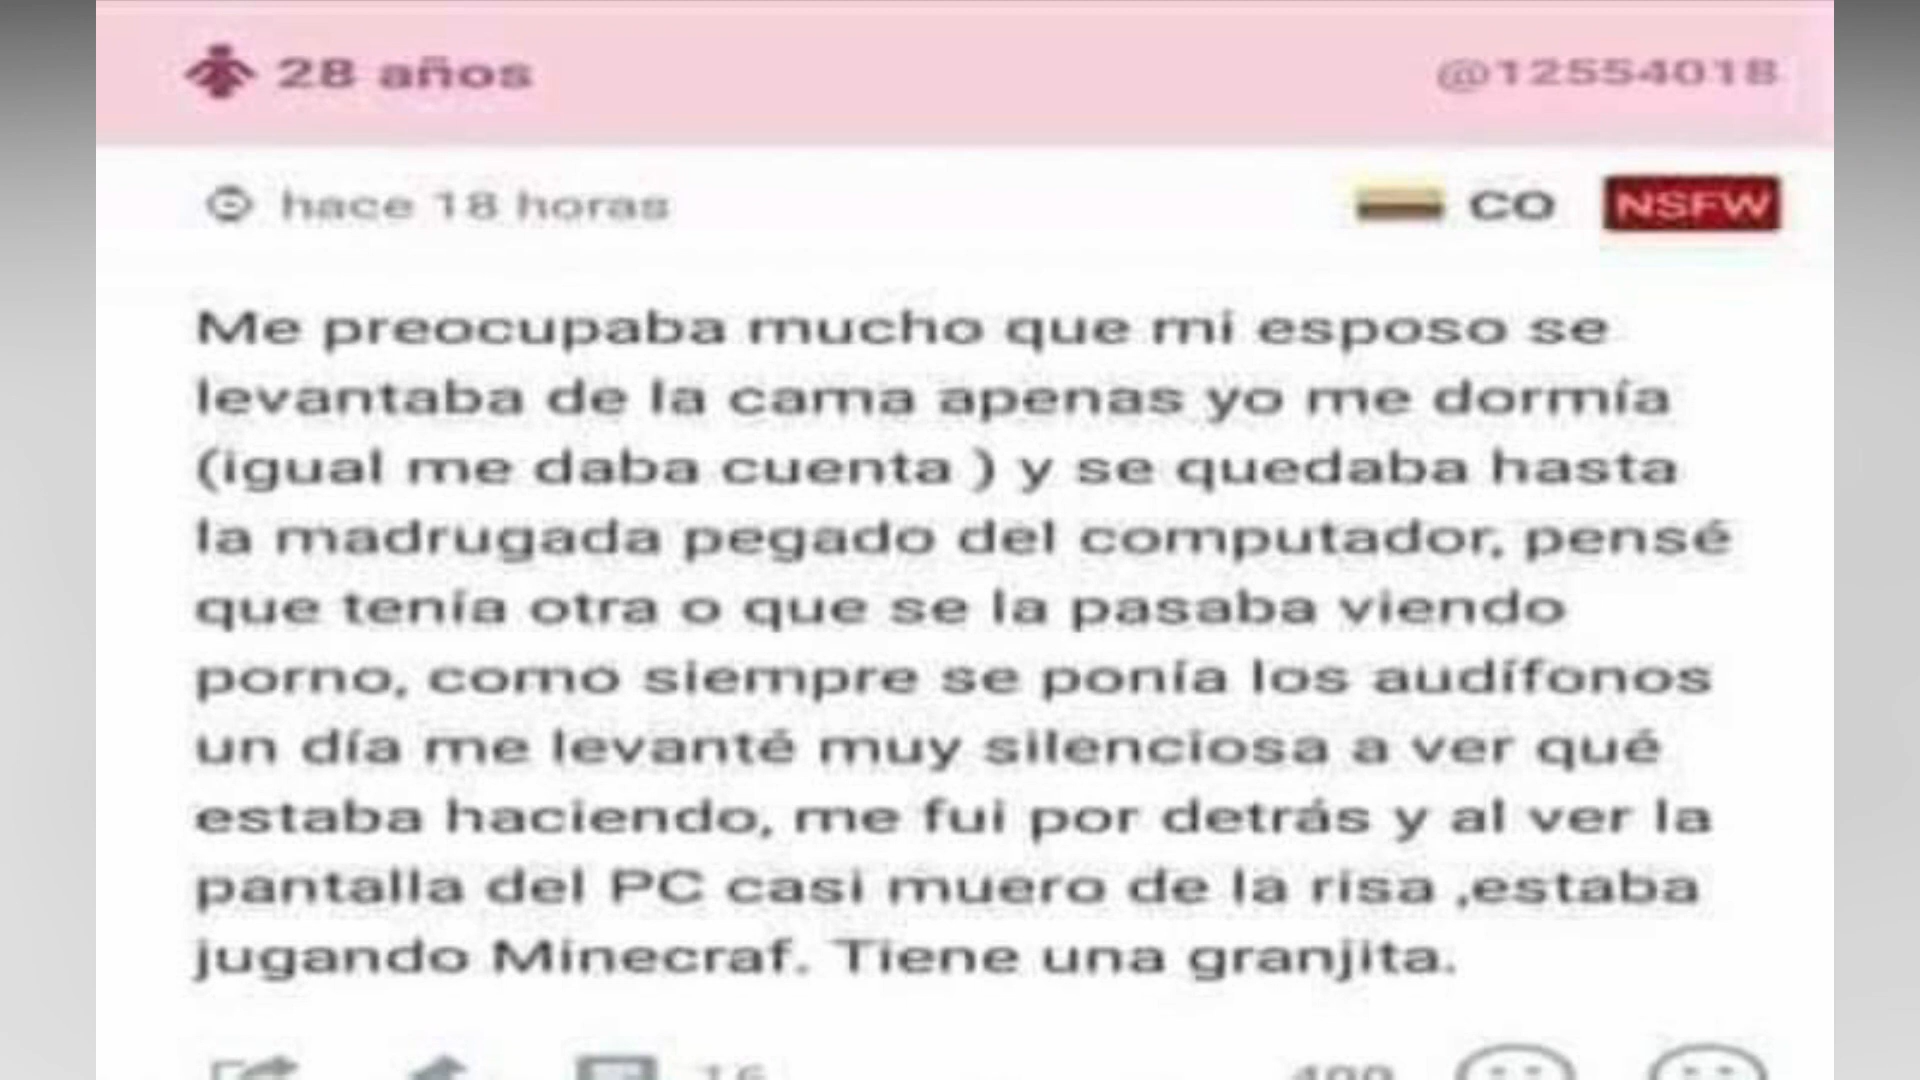 28 años @12554018
hace 18 horas CO NSFW
Me preocupaba mucho que mi esposo se
levantaba de la cama apenas yo me dormía
(igual me daba cuenta ) y se quedaba hasta
la madrugada pegado del computador, pensé
que tenía otra o que se la pasaba viendo
porno, como siempre se ponía los audífonos
un día me levanté muy silenciosa a ver qué
estaba haciendo, me fui por detrás y al ver la
pantalla del PC casi muero de la risa ,estaba
jugando Minecraf. Tiene una granjita.